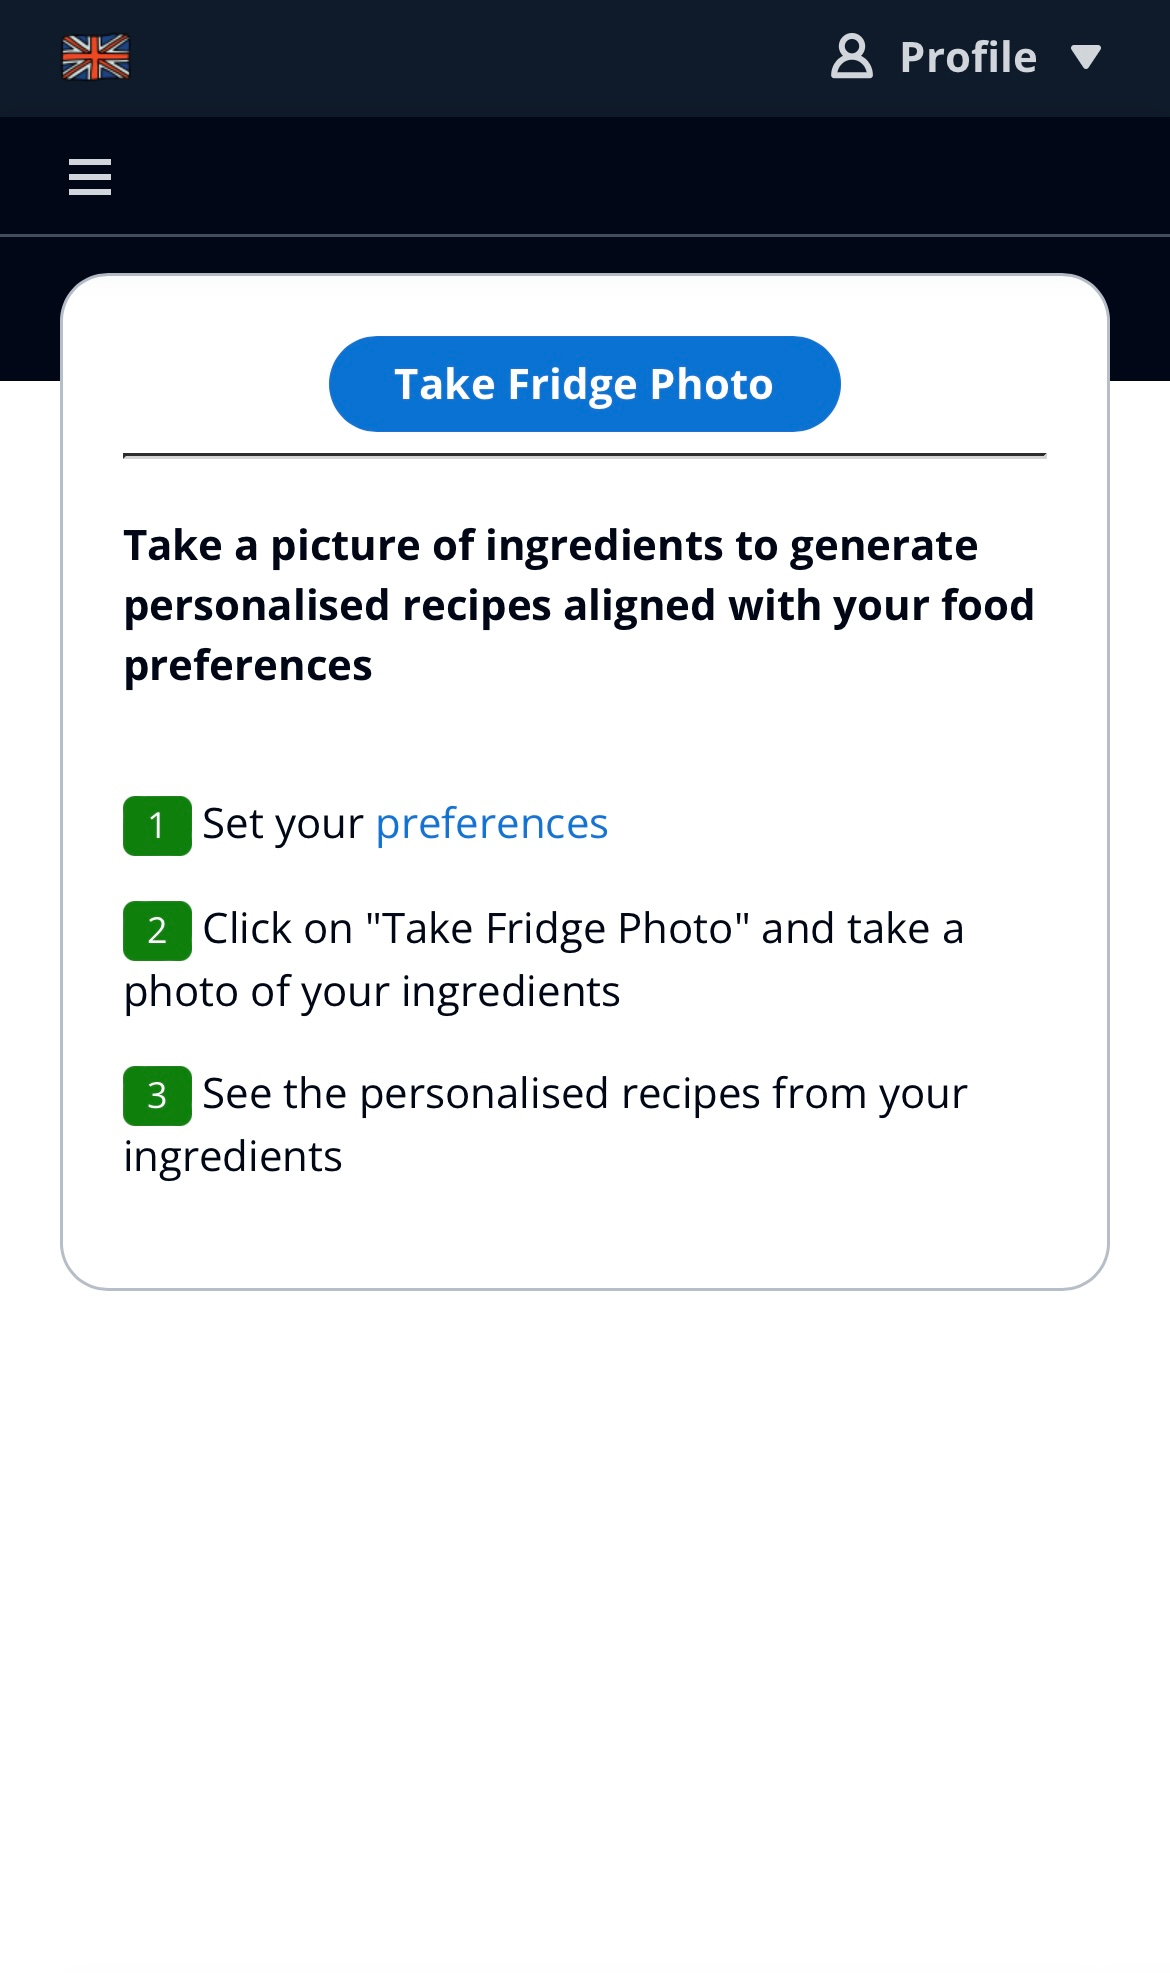 Profile
Take Fridge Photo
Take a picture of ingredients to generate
personalised recipes aligned with your food
preferences
1 Set your preferences
2 Click on "Take Fridge Photo" and take a
photo of your ingredients
3 See the personalised recipes from your
ingredients